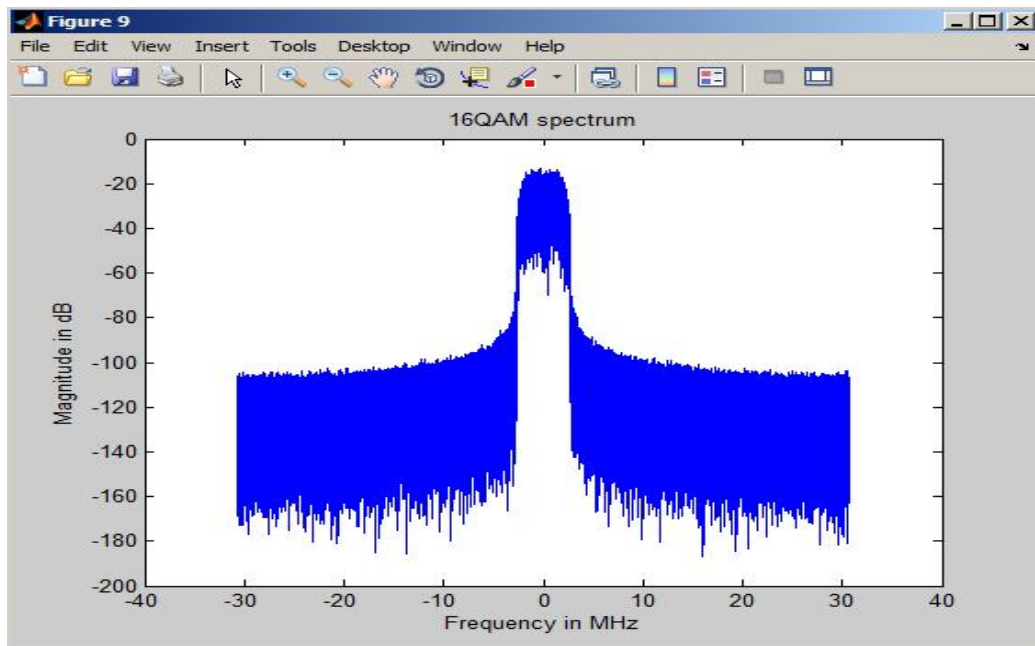 Figure 9
File Edit View Insert Tools Desktop Window Help
16QAM spectrum
0
-20
-40
-60
-80
-100
-120
-140
-160
-180
-200
Magnitude in dB
-40 -30 -20 -10 0 10 20 30 40
Frequency in MHz